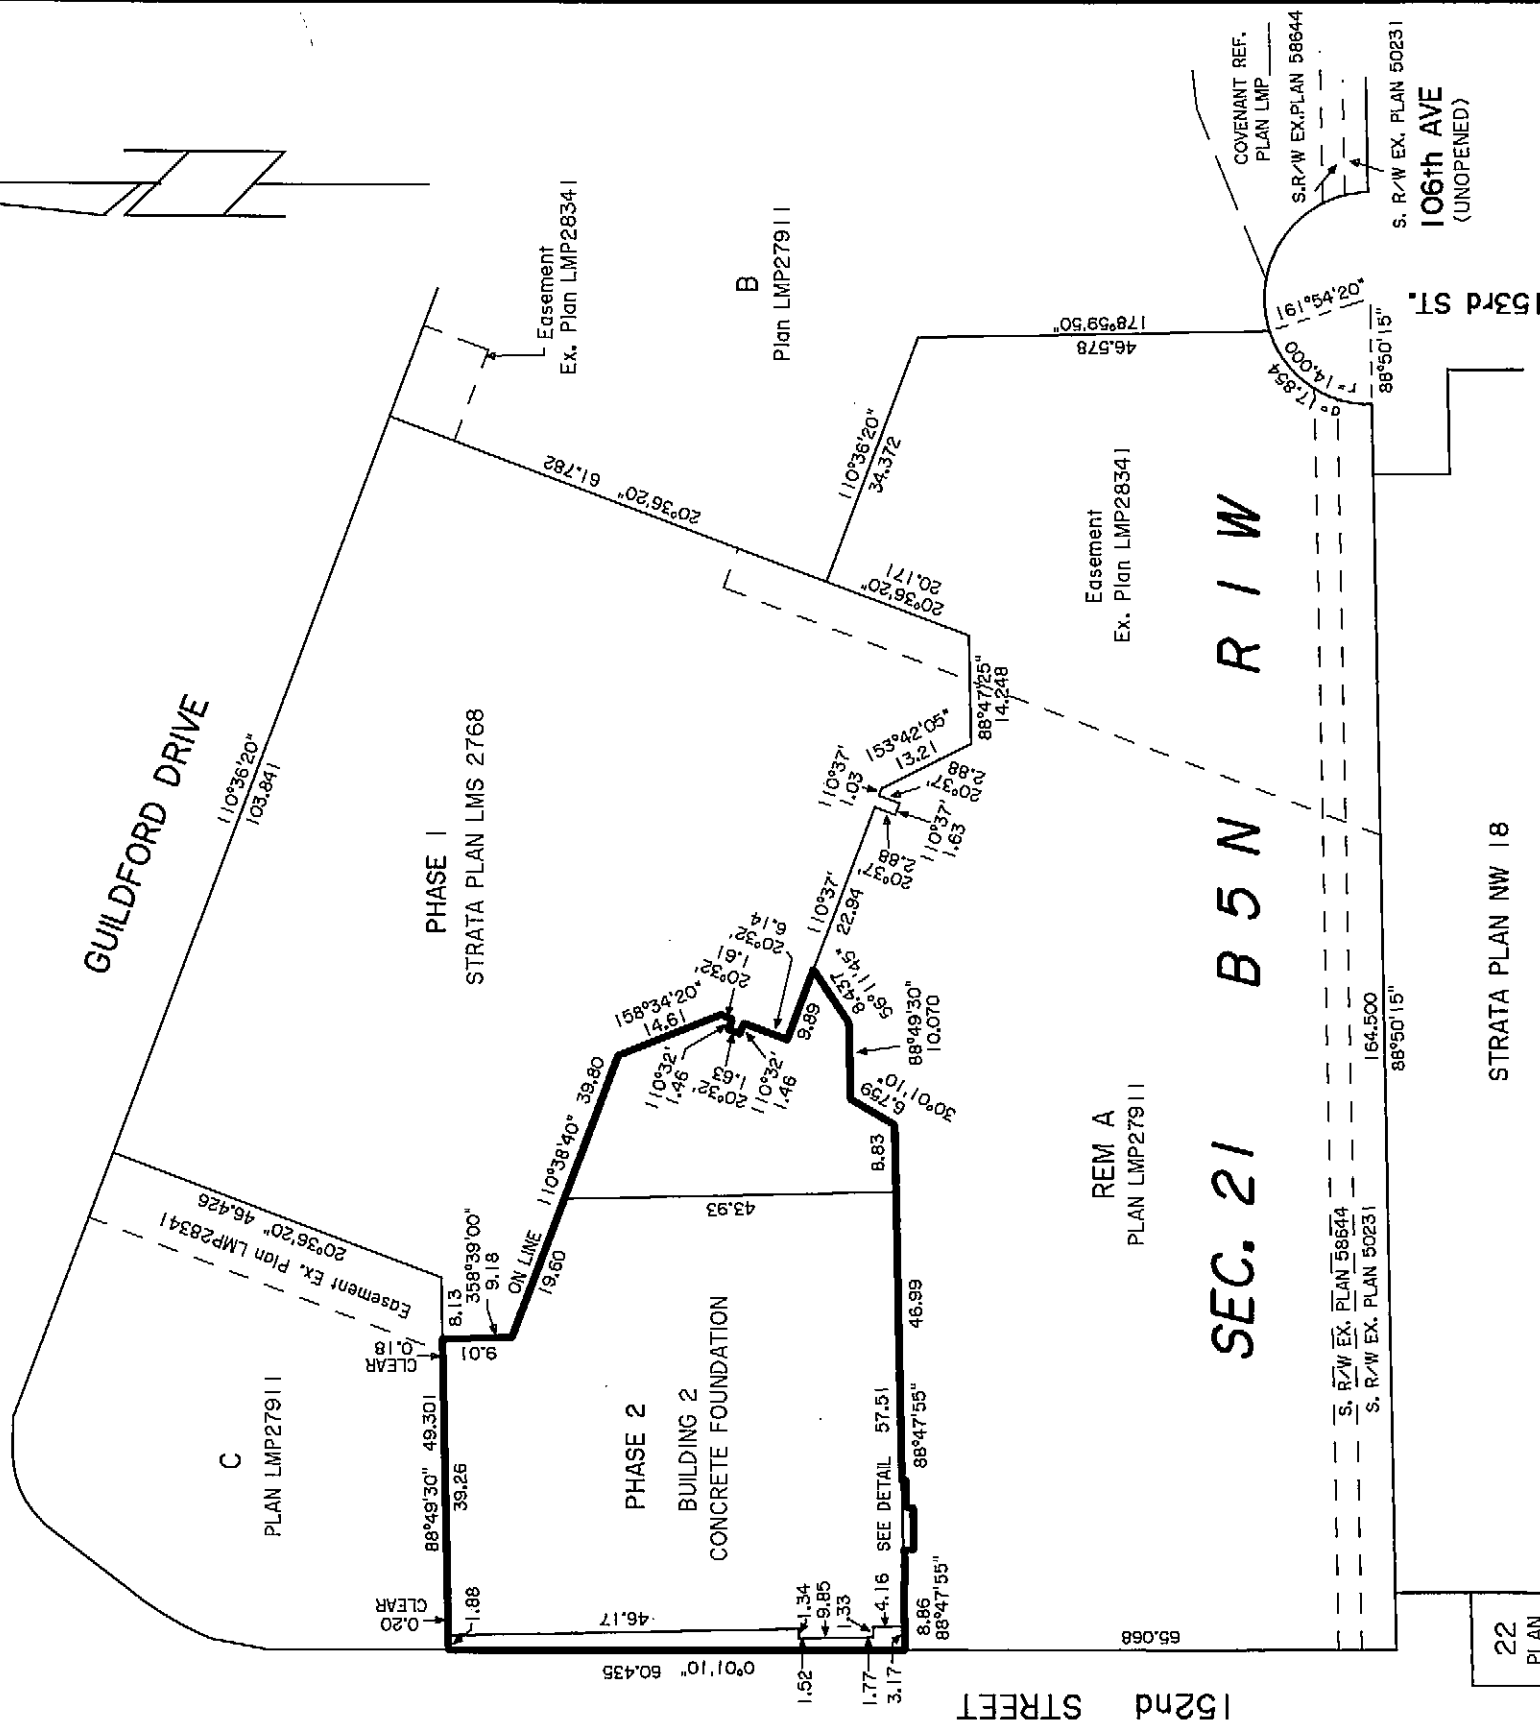 GUILDFORD DRIVE
110°36'20"
103.841
Easement
Ex. Plan LMP28341
B
Plan LMP27911
COVENANT REF.
PLAN LMP
S.R/W EX.PLAN 58644
S. R/W EX. PLAN 50231
106th AVE
(UNOPENED)
153rd ST.
161°54'20"
r= 14.000
a= 17.854
88°50'15"
178°59'50"
46.578
110°36'20"
34.372
20°36'20" 61.782
20°36'20"
20.171
Easement
Ex. Plan LMP28341
88°47'25"
14.248
153°42'05"
13.21
110°37'
1.03
20°37'
2.88
110°37'
1.63
20°37'
2.88
110°37'
22.94
PHASE 1
STRATA PLAN LMS 2768
20°32'
6.14
20°32'
1.61
158°34'20"
14.61
110°32'
1.46
20°32'
1.63
110°32'
1.46
9.89
56°11'45"
8.437
88°49'30"
10.070
30°01'10"
6.759
8.83
110°38'40" 39.80
ON LINE
19.60
43.93
20°36'20" 46.426
Easement Ex. Plan LMP28341
8.13
358°39'00"
9.18
9.01
CLEAR
0.18
C
PLAN LMP27911
88°49'30" 49.301
39.26
CLEAR
0.20
1.88
PHASE 2
BUILDING 2
CONCRETE FOUNDATION
46.17
0°01'10" 60.435
1.34
9.85
1.33
4.16 SEE DETAIL 57.51
1.52
1.77
3.17
8.86
88°47'55"
88°47'55"
46.99
65.068
152nd STREET
REM A
PLAN LMP27911
SEC. 21 B 5 N R 1 W
S. R/W EX. PLAN 58644
S. R/W EX. PLAN 50231
164.500
88°50'15"
STRATA PLAN NW 18
22
PLAN